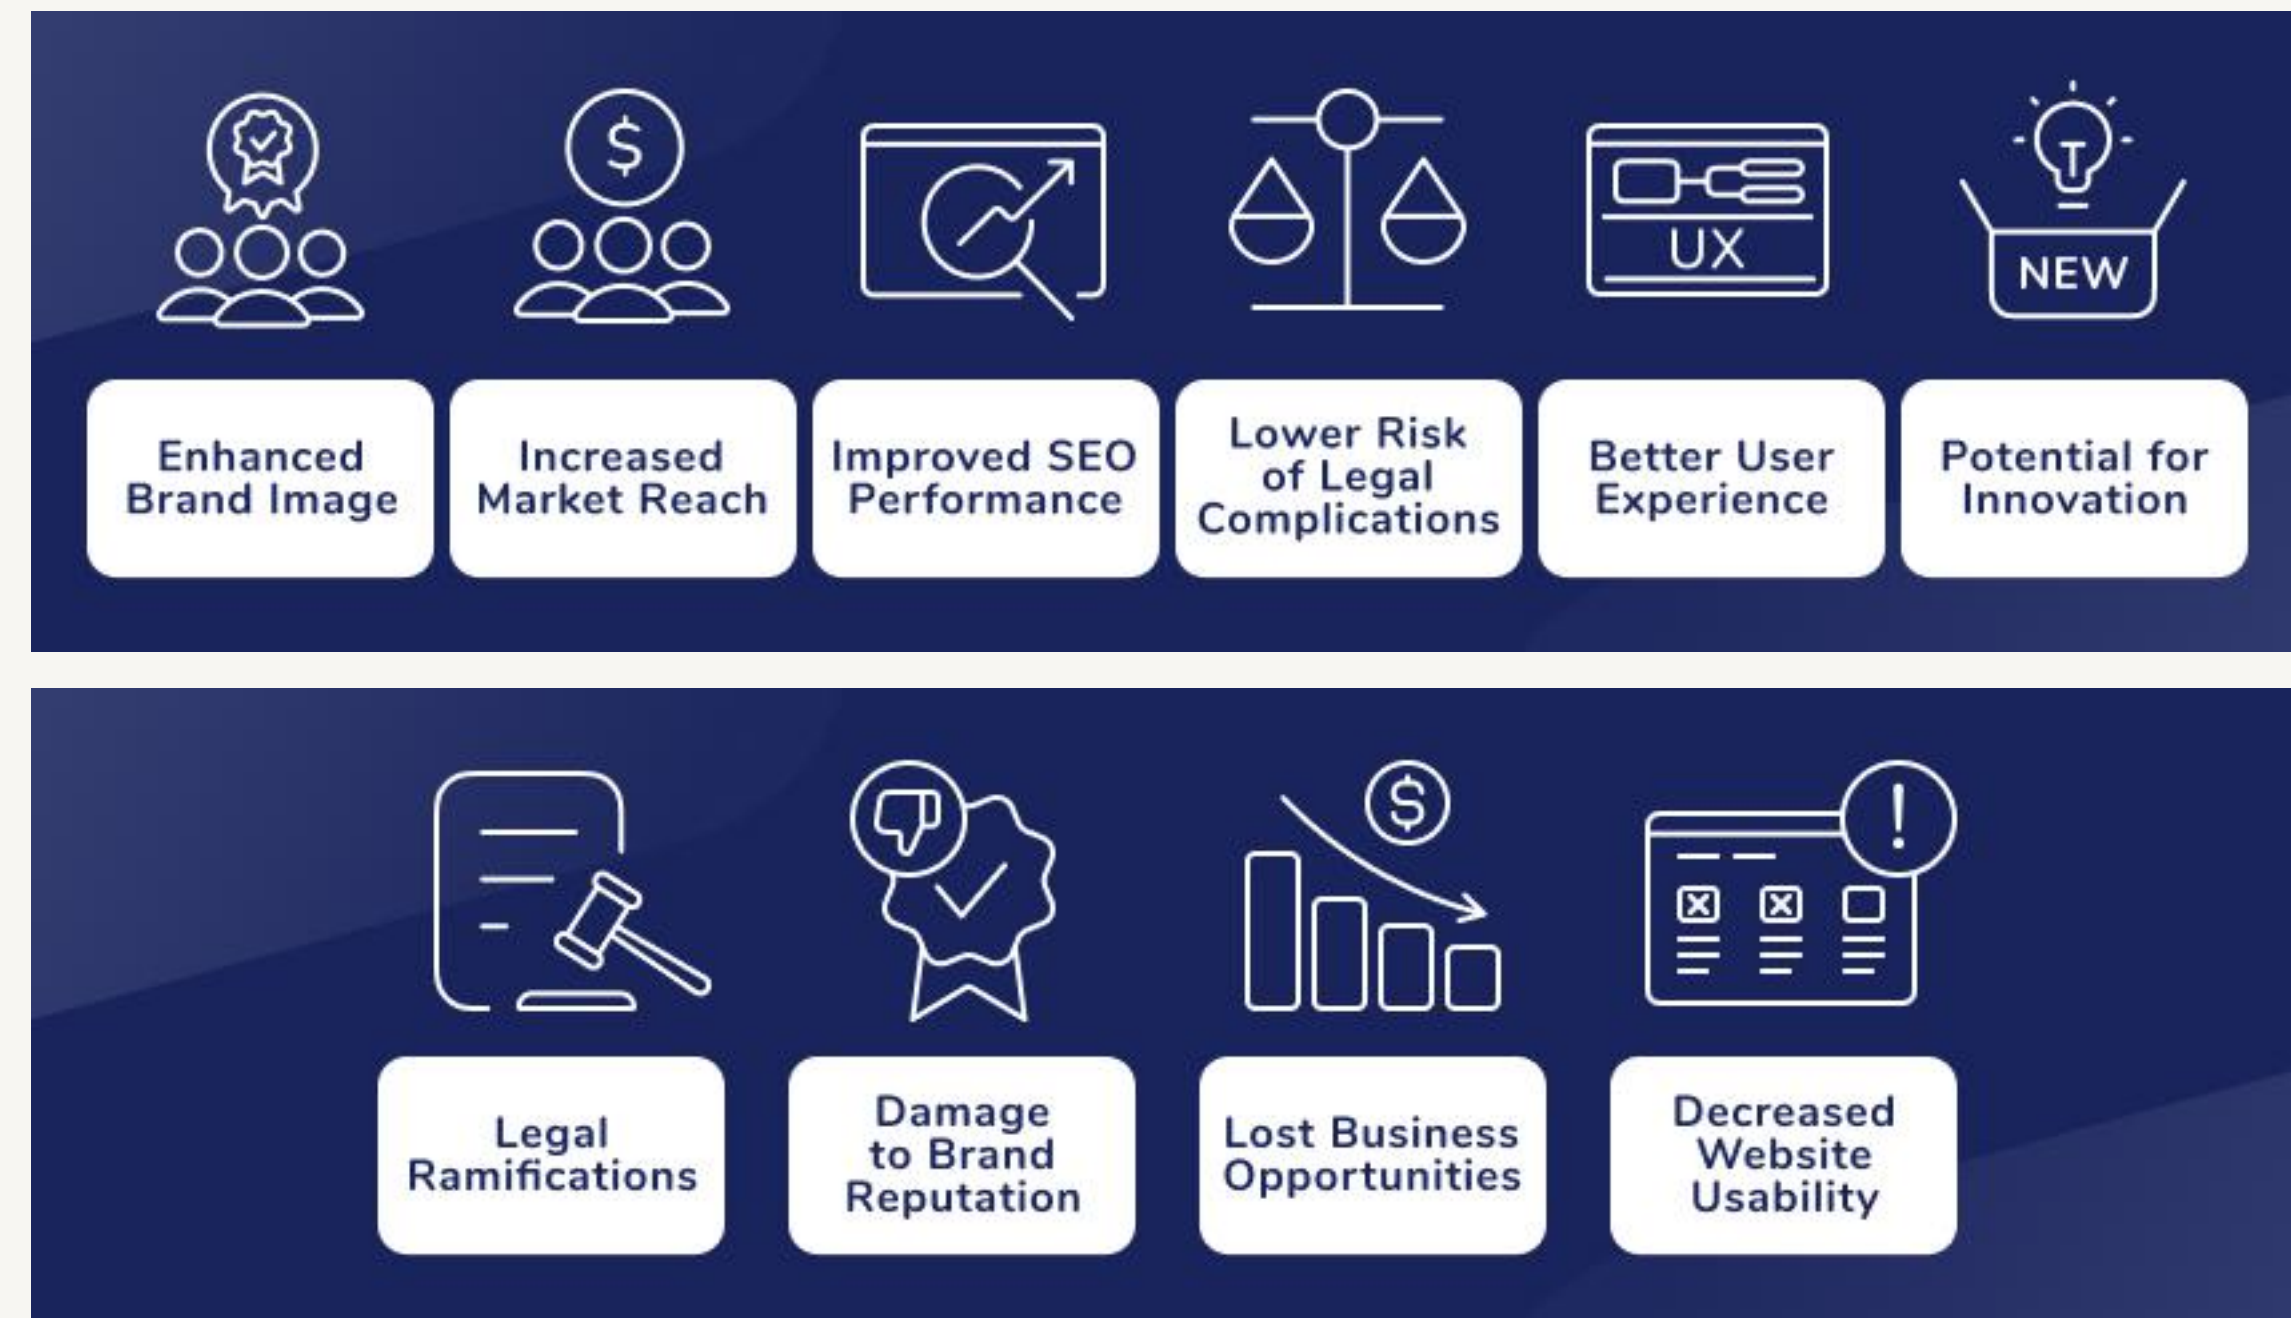 $
$
UX
T
NEW
Enhanced
Brand Image
Increased
Market Reach
Improved SEO
Performance
Lower Risk
of Legal
Complications
Better User
Experience
Potential for
Innovation
$
!
Legal
Ramifications
Damage
to Brand
Reputation
Lost Business
Opportunities
Decreased
Website
Usability